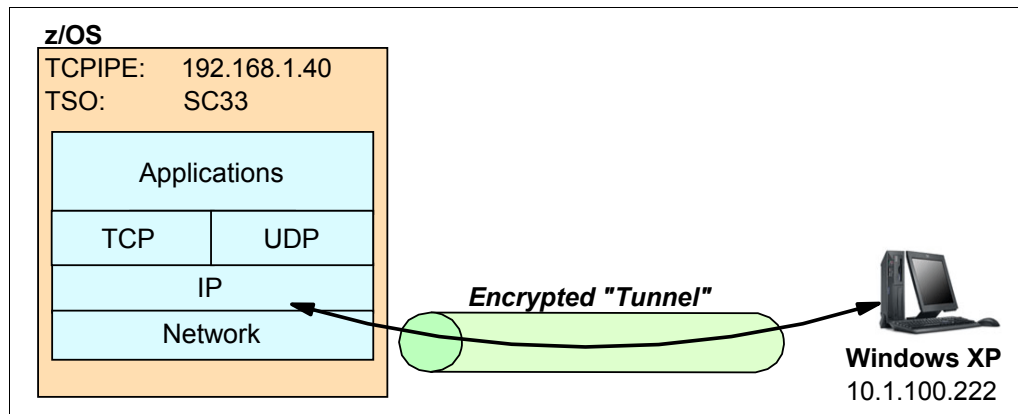 z/OS
TCPIPE: 192.168.1.40
TSO: SC33
Applications
TCP UDP
IP
Network
Encrypted "Tunnel"
Windows XP
10.1.100.222